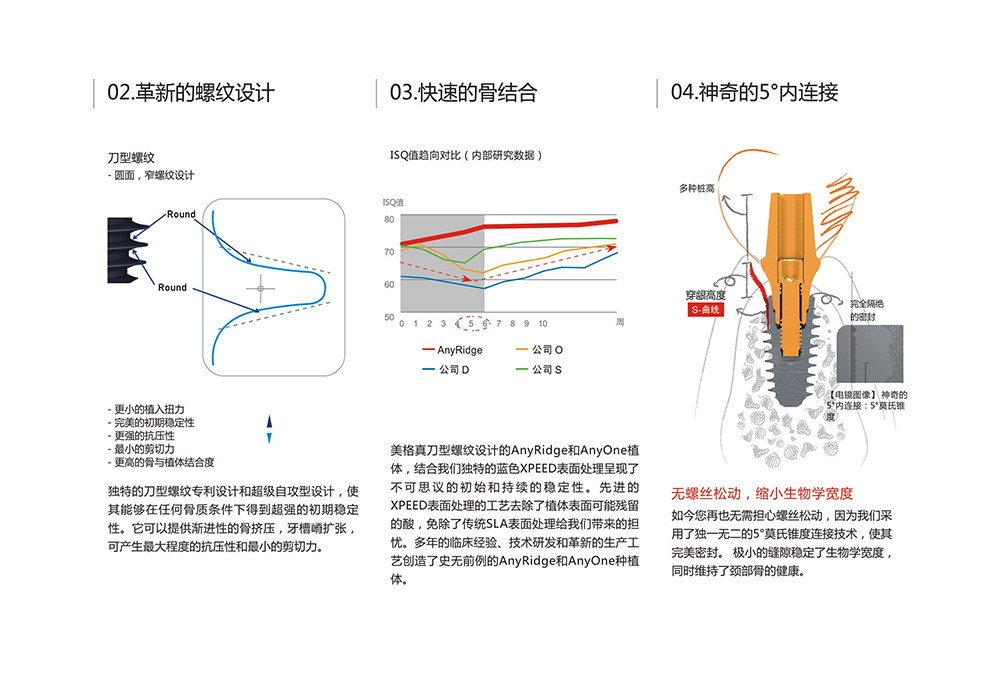 02.革新的螺纹设计
刀型螺纹
- 圆面，窄螺纹设计
Round
Round
- 更小的植入扭力
- 完美的初期稳定性
- 更强的抗压性
- 最小的剪切力
- 更高的骨与植体结合度
独特的刀型螺纹专利设计和超级自攻型设计，使
其能够在任何骨质条件下得到超强的初期稳定
性。它可以提供渐进性的骨挤压，牙槽嵴扩张，
可产生最大程度的抗压性和最小的剪切力。
03.快速的骨结合
ISQ值趋向对比（内部研究数据）
ISQ值
80
70
60
50
0 1 2 3 4 5 6 7 8 9 10 周
AnyRidge
公司 O
公司 D
公司 S
美格真刀型螺纹设计的AnyRidge和AnyOne植
体，结合我们独特的蓝色XPEED表面处理呈现了
不可思议的初始和持续的稳定性。先进的
XPEED表面处理的工艺去除了植体表面可能残留
的酸，免除了传统SLA表面处理给我们带来的担
忧。多年的临床经验、技术研发和革新的生产工
艺创造了史无前例的AnyRidge和AnyOne种植
体。
04.神奇的5°内连接
多种桩高
穿龈高度
S-曲线
完全隔绝
的密封
【电镜图像】 神奇的
5°内连接：5°莫氏锥
度
无螺丝松动，缩小生物学宽度
如今您再也无需担心螺丝松动，因为我们采
用了独一无二的5°莫氏锥度连接技术，使其
完美密封。 极小的缝隙稳定了生物学宽度，
同时维持了颈部骨的健康。